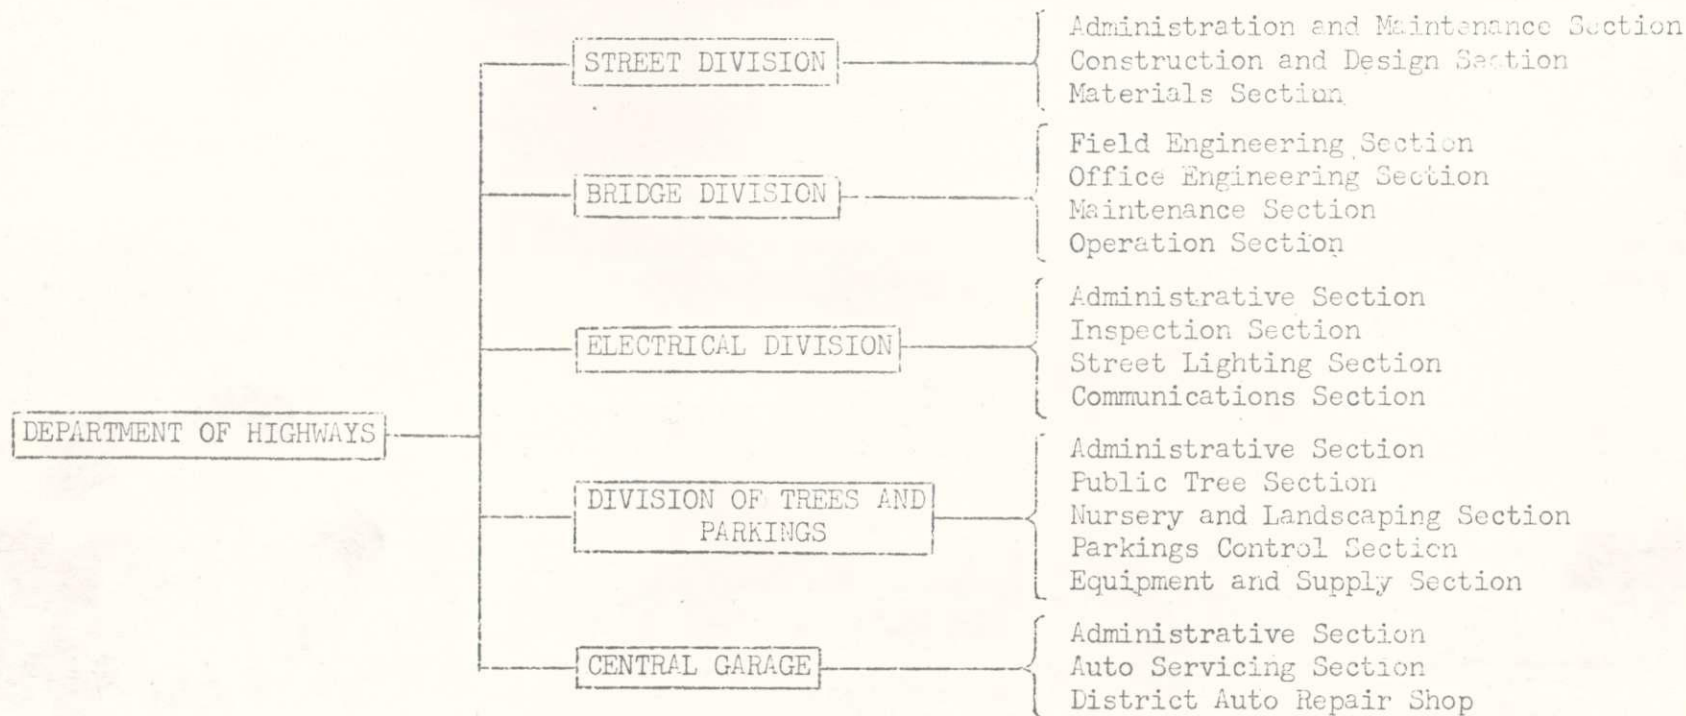 STREET DIVISION
Administration and Maintenance Section
Construction and Design Section
Materials Section
BRIDGE DIVISION
Field Engineering Section
Office Engineering Section
Maintenance Section
Operation Section
ELECTRICAL DIVISION
Administrative Section
Inspection Section
Street Lighting Section
Communications Section
DEPARTMENT OF HIGHWAYS
DIVISION OF TREES AND
PARKINGS
Administrative Section
Public Tree Section
Nursery and Landscaping Section
Parkings Control Section
Equipment and Supply Section
CENTRAL GARAGE
Administrative Section
Auto Servicing Section
District Auto Repair Shop